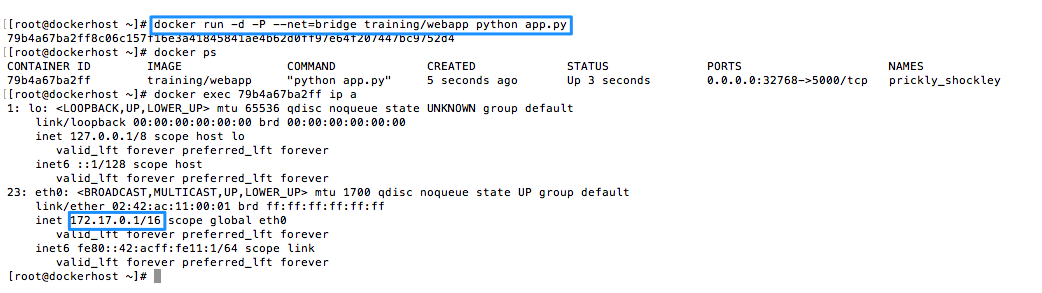 [[root@dockerhost ~]# docker run -d -P --net=bridge training/webapp python app.py
79b4a67ba2ff8c06c157f16e3a41845841ae4b62d0ff97e64f207447bc9752d4
[[root@dockerhost ~]# docker ps
CONTAINER ID IMAGE COMMAND CREATED STATUS PORTS NAMES
79b4a67ba2ff training/webapp "python app.py" 5 seconds ago Up 3 seconds 0.0.0.0:32768->5000/tcp prickly_shockley
[[root@dockerhost ~]# docker exec 79b4a67ba2ff ip a
1: lo: <LOOPBACK,UP,LOWER_UP> mtu 65536 qdisc noqueue state UNKNOWN group default
link/loopback 00:00:00:00:00:00 brd 00:00:00:00:00:00
inet 127.0.0.1/8 scope host lo
valid_lft forever preferred_lft forever
inet6 ::1/128 scope host
valid_lft forever preferred_lft forever
23: eth0: <BROADCAST,MULTICAST,UP,LOWER_UP> mtu 1700 qdisc noqueue state UP group default
link/ether 02:42:ac:11:00:01 brd ff:ff:ff:ff:ff:ff
inet 172.17.0.1/16 scope global eth0
valid_lft forever preferred_lft forever
inet6 fe80::42:acff:fe11:1/64 scope link
valid_lft forever preferred_lft forever
[root@dockerhost ~]#